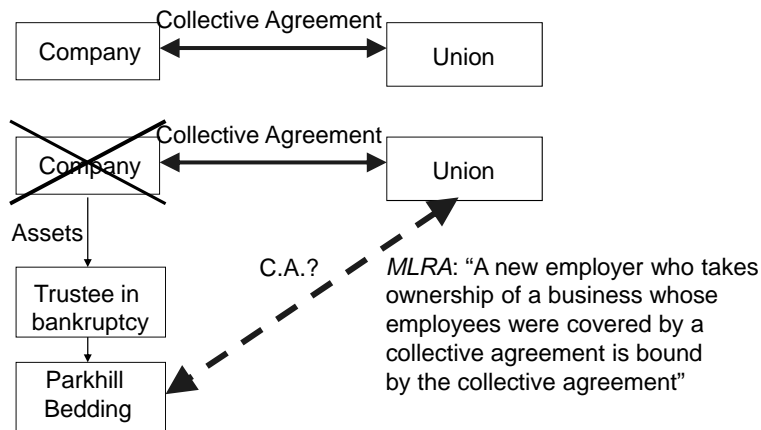 Collective Agreement
Company
Union
Collective Agreement
Company
Union
Assets
C.A.?
Trustee in
bankruptcy
Parkhill
Bedding
MLRA: “A new employer who takes
ownership of a business whose
employees were covered by a
collective agreement is bound
by the collective agreement”